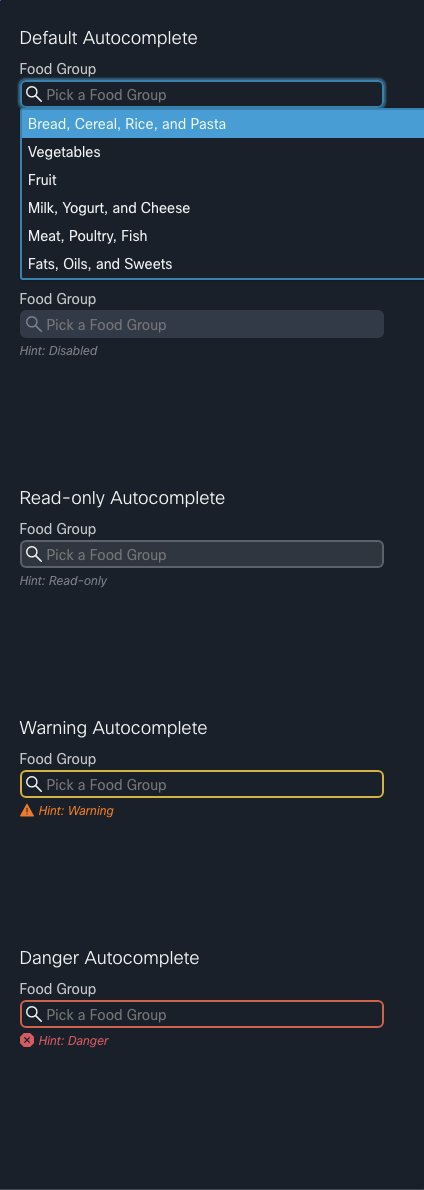 Default Autocomplete
Food Group
Pick a Food Group
Bread, Cereal, Rice, and Pasta
Vegetables
Fruit
Milk, Yogurt, and Cheese
Meat, Poultry, Fish
Fats, Oils, and Sweets
Food Group
Pick a Food Group
Hint: Disabled
Read-only Autocomplete
Food Group
Pick a Food Group
Hint: Read-only
Warning Autocomplete
Food Group
Pick a Food Group
Hint: Warning
Danger Autocomplete
Food Group
Pick a Food Group
Hint: Danger